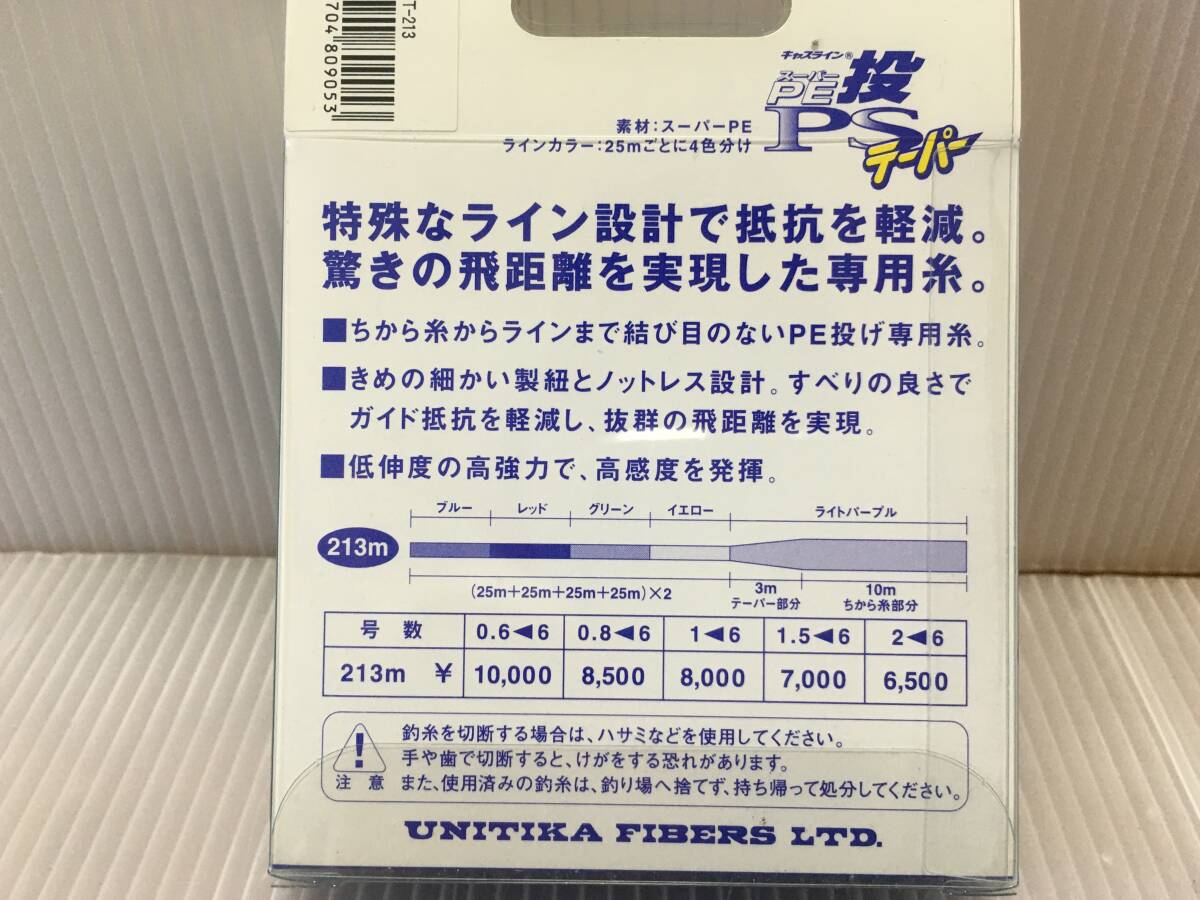 T-213
704 809053
キャスライン®
スーパー
PE投
PS
テーパー
素材：スーパーPE
ラインカラー：25mごとに4色分け
特殊なライン設計で抵抗を軽減。
驚きの飛距離を実現した専用糸。
■ちから糸からラインまで結び目のないPE投げ専用糸。
■きめの細かい製紐とノットレス設計。すべりの良さで
ガイド抵抗を軽減し、抜群の飛距離を実現。
■低伸度の高強力で、高感度を発揮。
ブルー レッド グリーン イエロー ライトパープル
213m
(25m+25m+25m+25m)×2 3m 10m
テーパー部分 ちから糸部分
号 数 0.6◀6 0.8◀6 1◀6 1.5◀6 2◀6
213m ¥ 10,000 8,500 8,000 7,000 6,500
釣糸を切断する場合は、ハサミなどを使用してください。
手や歯で切断すると、けがをする恐れがあります。
注 意 また、使用済みの釣糸は、釣り場へ捨てず、持ち帰って処分してください。
UNITIKA FIBERS LTD.